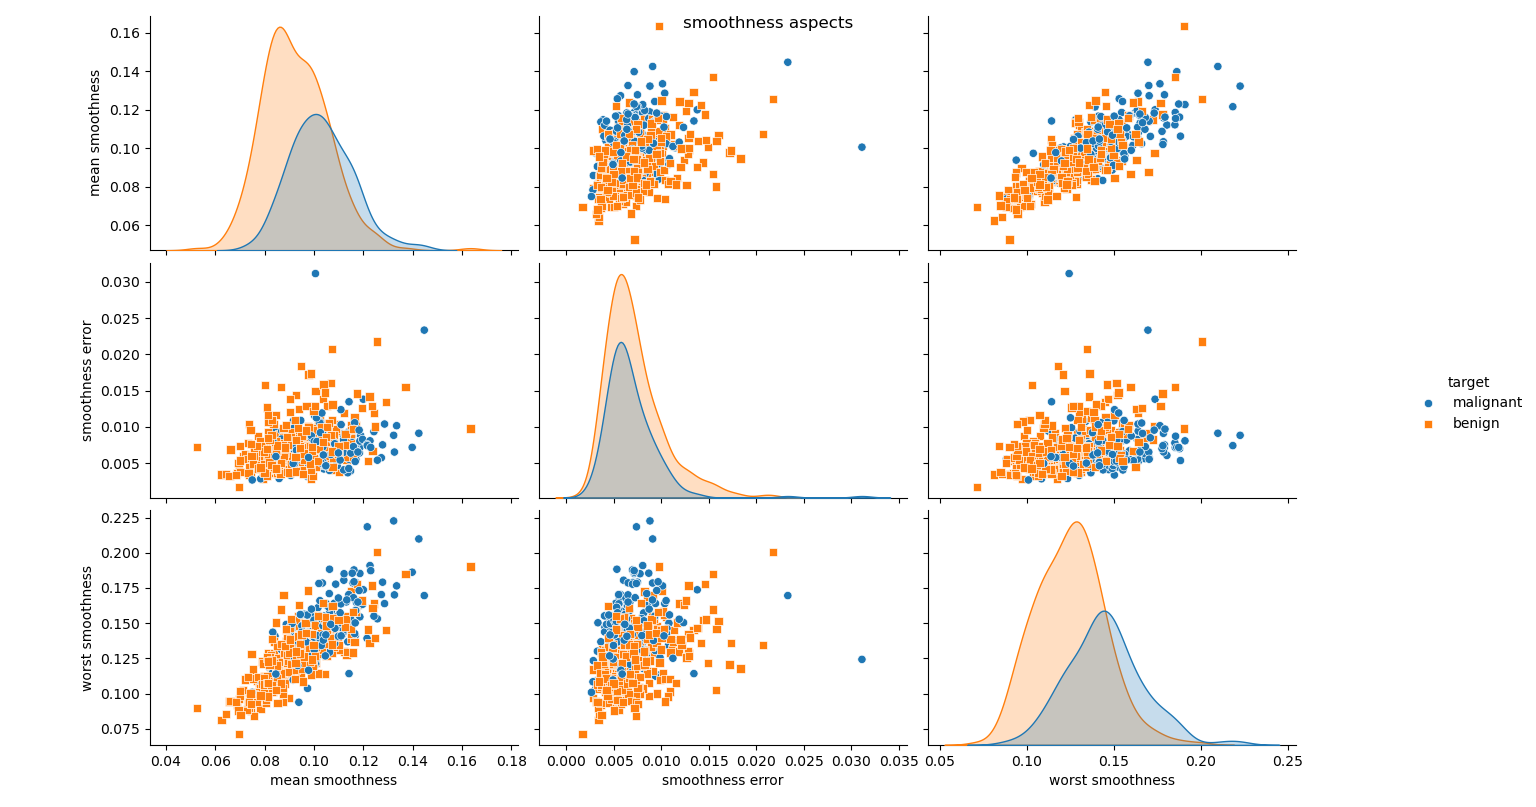 smoothness aspects
0.16
0.14
0.12
0.10
0.08
0.06
mean smoothness
0.030
0.025
0.020
0.015
0.010
0.005
smoothness error
target
malignant
benign
0.225
0.200
0.175
0.150
0.125
0.100
0.075
worst smoothness
0.04 0.06 0.08 0.10 0.12 0.14 0.16 0.18
mean smoothness
0.000 0.005 0.010 0.015 0.020 0.025 0.030 0.035
smoothness error
0.05 0.10 0.15 0.20 0.25
worst smoothness